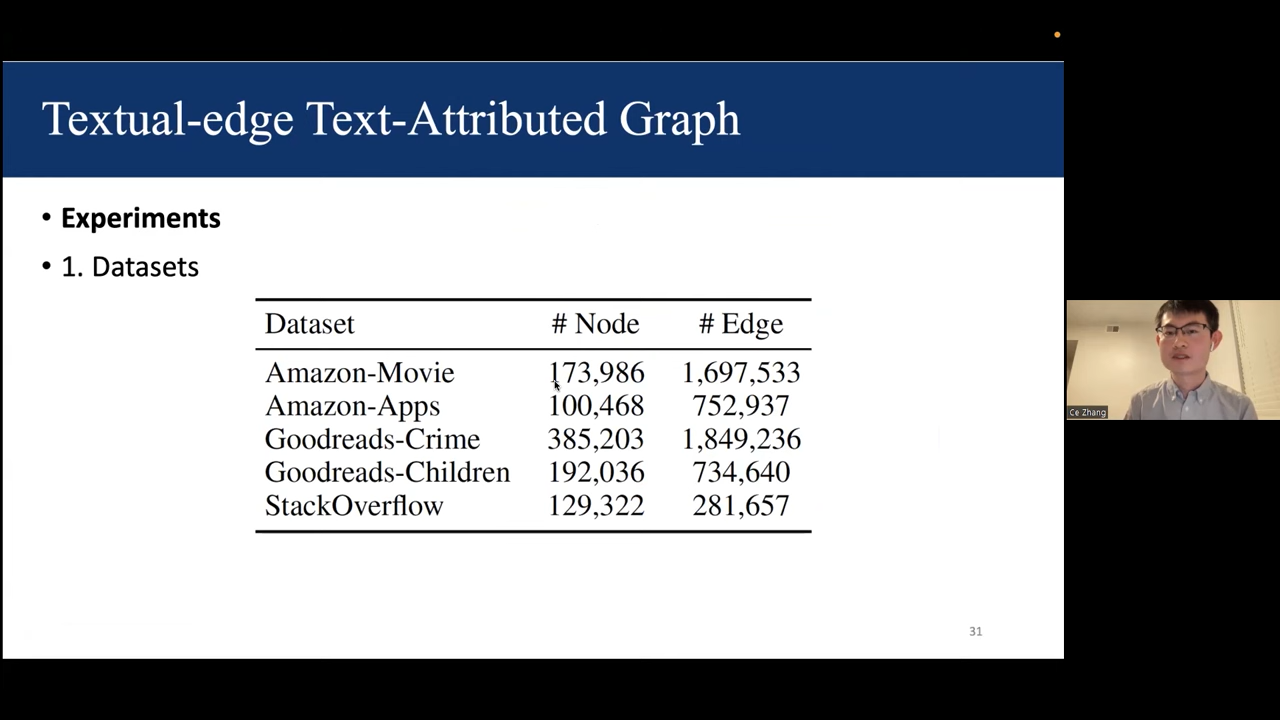 Textual-edge Text-Attributed Graph
• Experiments
• 1. Datasets
Dataset # Node # Edge
Amazon-Movie 173,986 1,697,533
Amazon-Apps 100,468 752,937
Goodreads-Crime 385,203 1,849,236
Goodreads-Children 192,036 734,640
StackOverflow 129,322 281,657
31
Ce Zhang